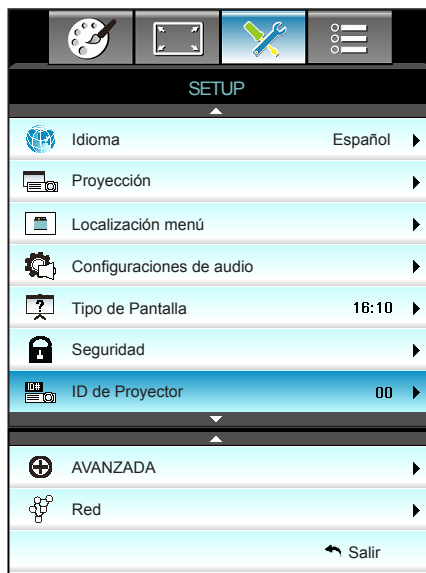 SETUP
Idioma Español
Proyección
Localización menú
Configuraciones de audio
? Tipo de Pantalla 16:10
Seguridad
ID# ID de Proyector 00
AVANZADA
Red
Salir